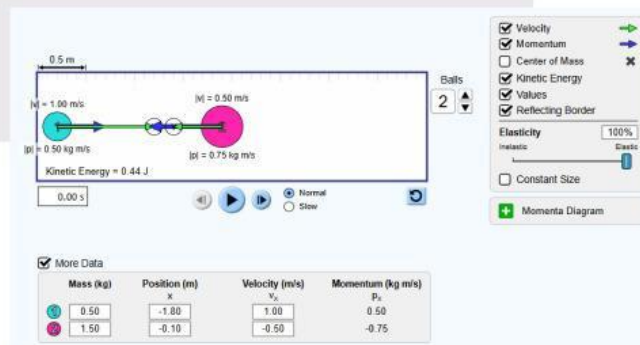 0.5 m
|v| = 1.00 m/s
|v| = 0.50 m/s
|p| = 0.50 kg m/s
|p| = 0.75 kg m/s
Kinetic Energy = 0.44 J
Balls
2
0.00 s
Normal
Slow
Velocity
Momentum
Center of Mass
Kinetic Energy
Values
Reflecting Border
Elasticity
100%
Inelastic
Elastic
Constant Size
Momenta Diagram
More Data
Mass (kg) Position (m) Velocity (m/s) Momentum (kg m/s)
x vₓ pₓ
1 0.50 -1.80 1.00 0.50
2 1.50 -0.10 -0.50 -0.75